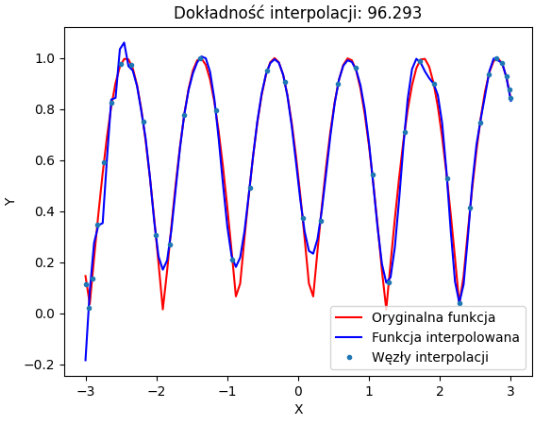 Dokładność interpolacji: 96.293
1.0
0.8
0.6
0.4
0.2
0.0
−0.2
Y
Oryginalna funkcja
Funkcja interpolowana
Węzły interpolacji
−3 −2 −1 0 1 2 3
X